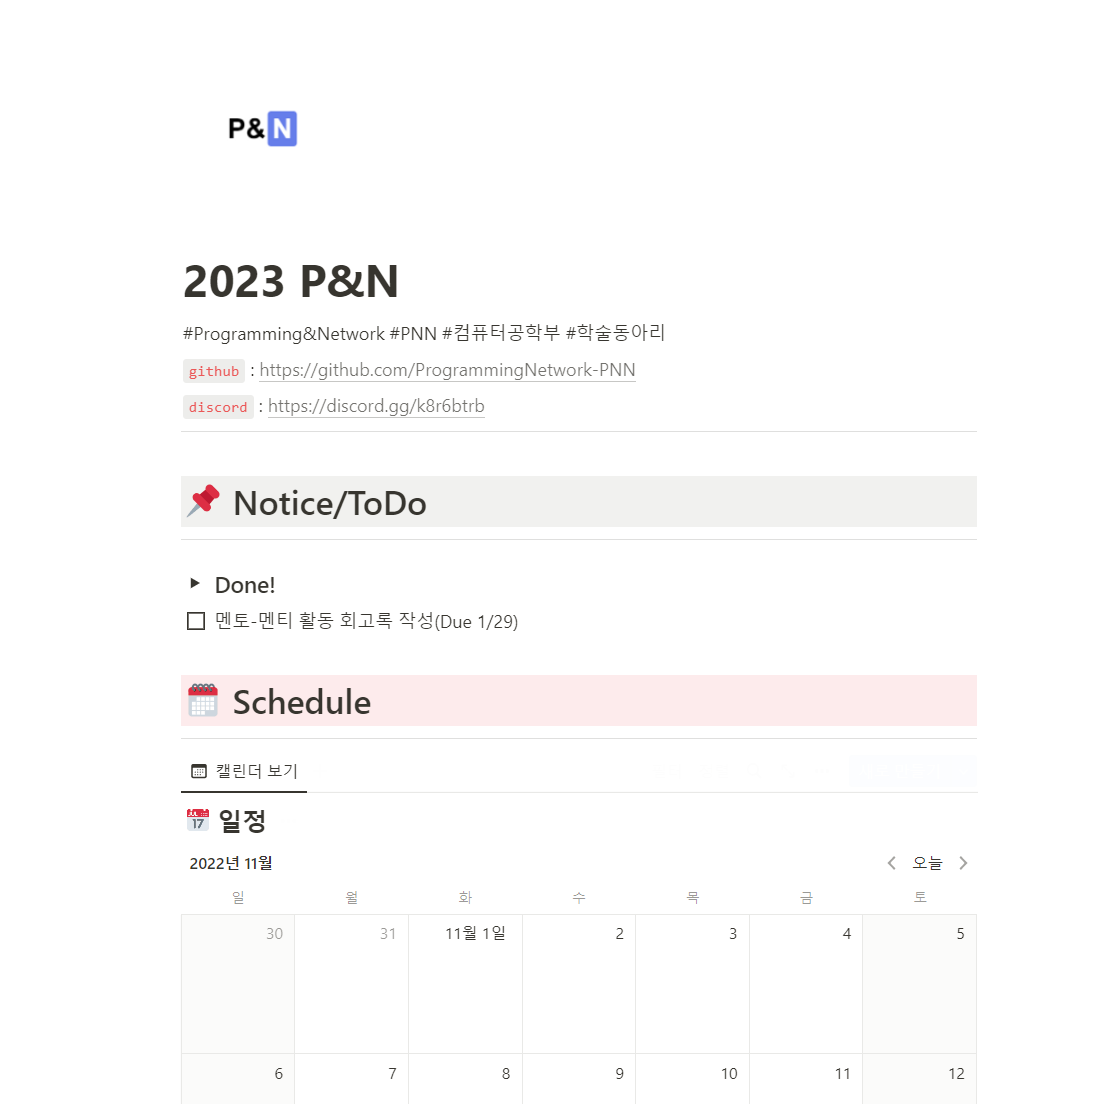 P&N
2023 P&N
#Programming&Network #PNN #컴퓨터공학부 #학술동아리
github : https://github.com/ProgrammingNetwork-PNN
discord : https://discord.gg/k8r6btrb
Notice/ToDo
Done!
멘토-멘티 활동 회고록 작성(Due 1/29)
Schedule
캘린더 보기
17 일정
2022년 11월 오늘
일 월 화 수 목 금 토
30 31 11월 1일 2 3 4 5
6 7 8 9 10 11 12